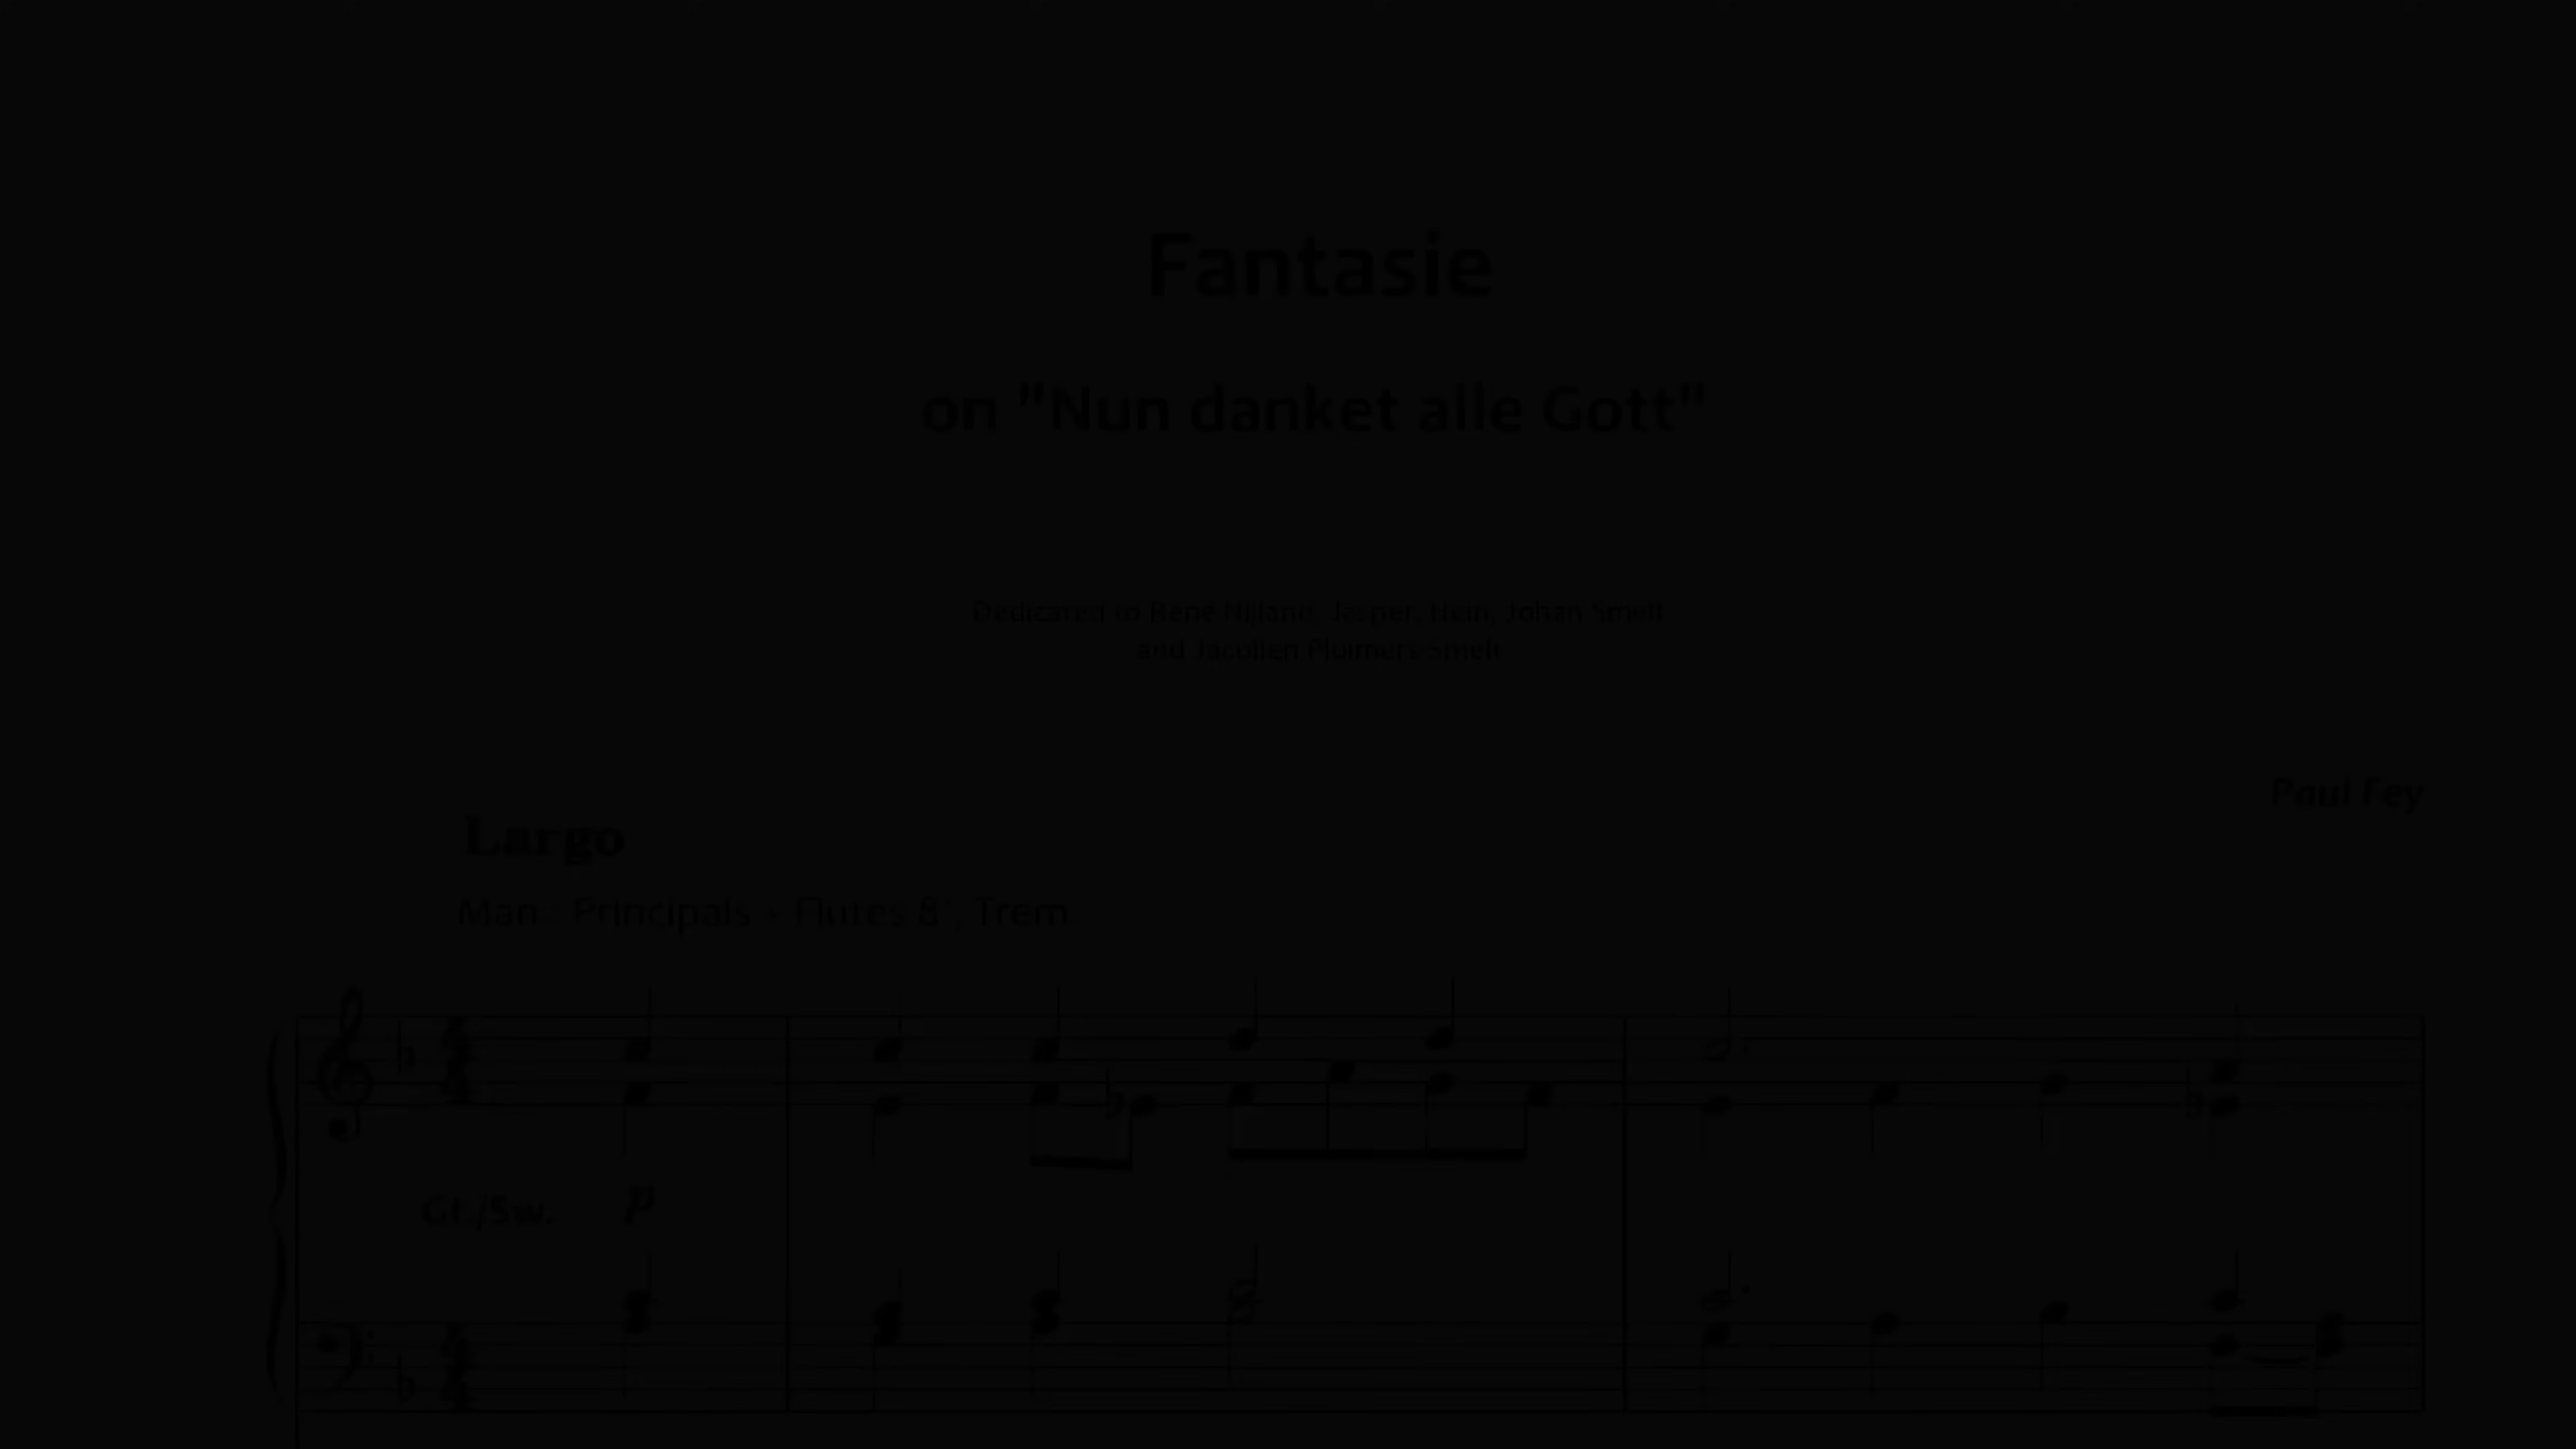 Fantasie
on "Nun danket alle Gott"
Dedicated to René Nijland, Jasper, Hein, Johan Smelt
and Jacolien Pluimers-Smelt
Paul Fey
Largo
Man.: Principals + Flutes 8', Trem.
Gt./Sw.
p